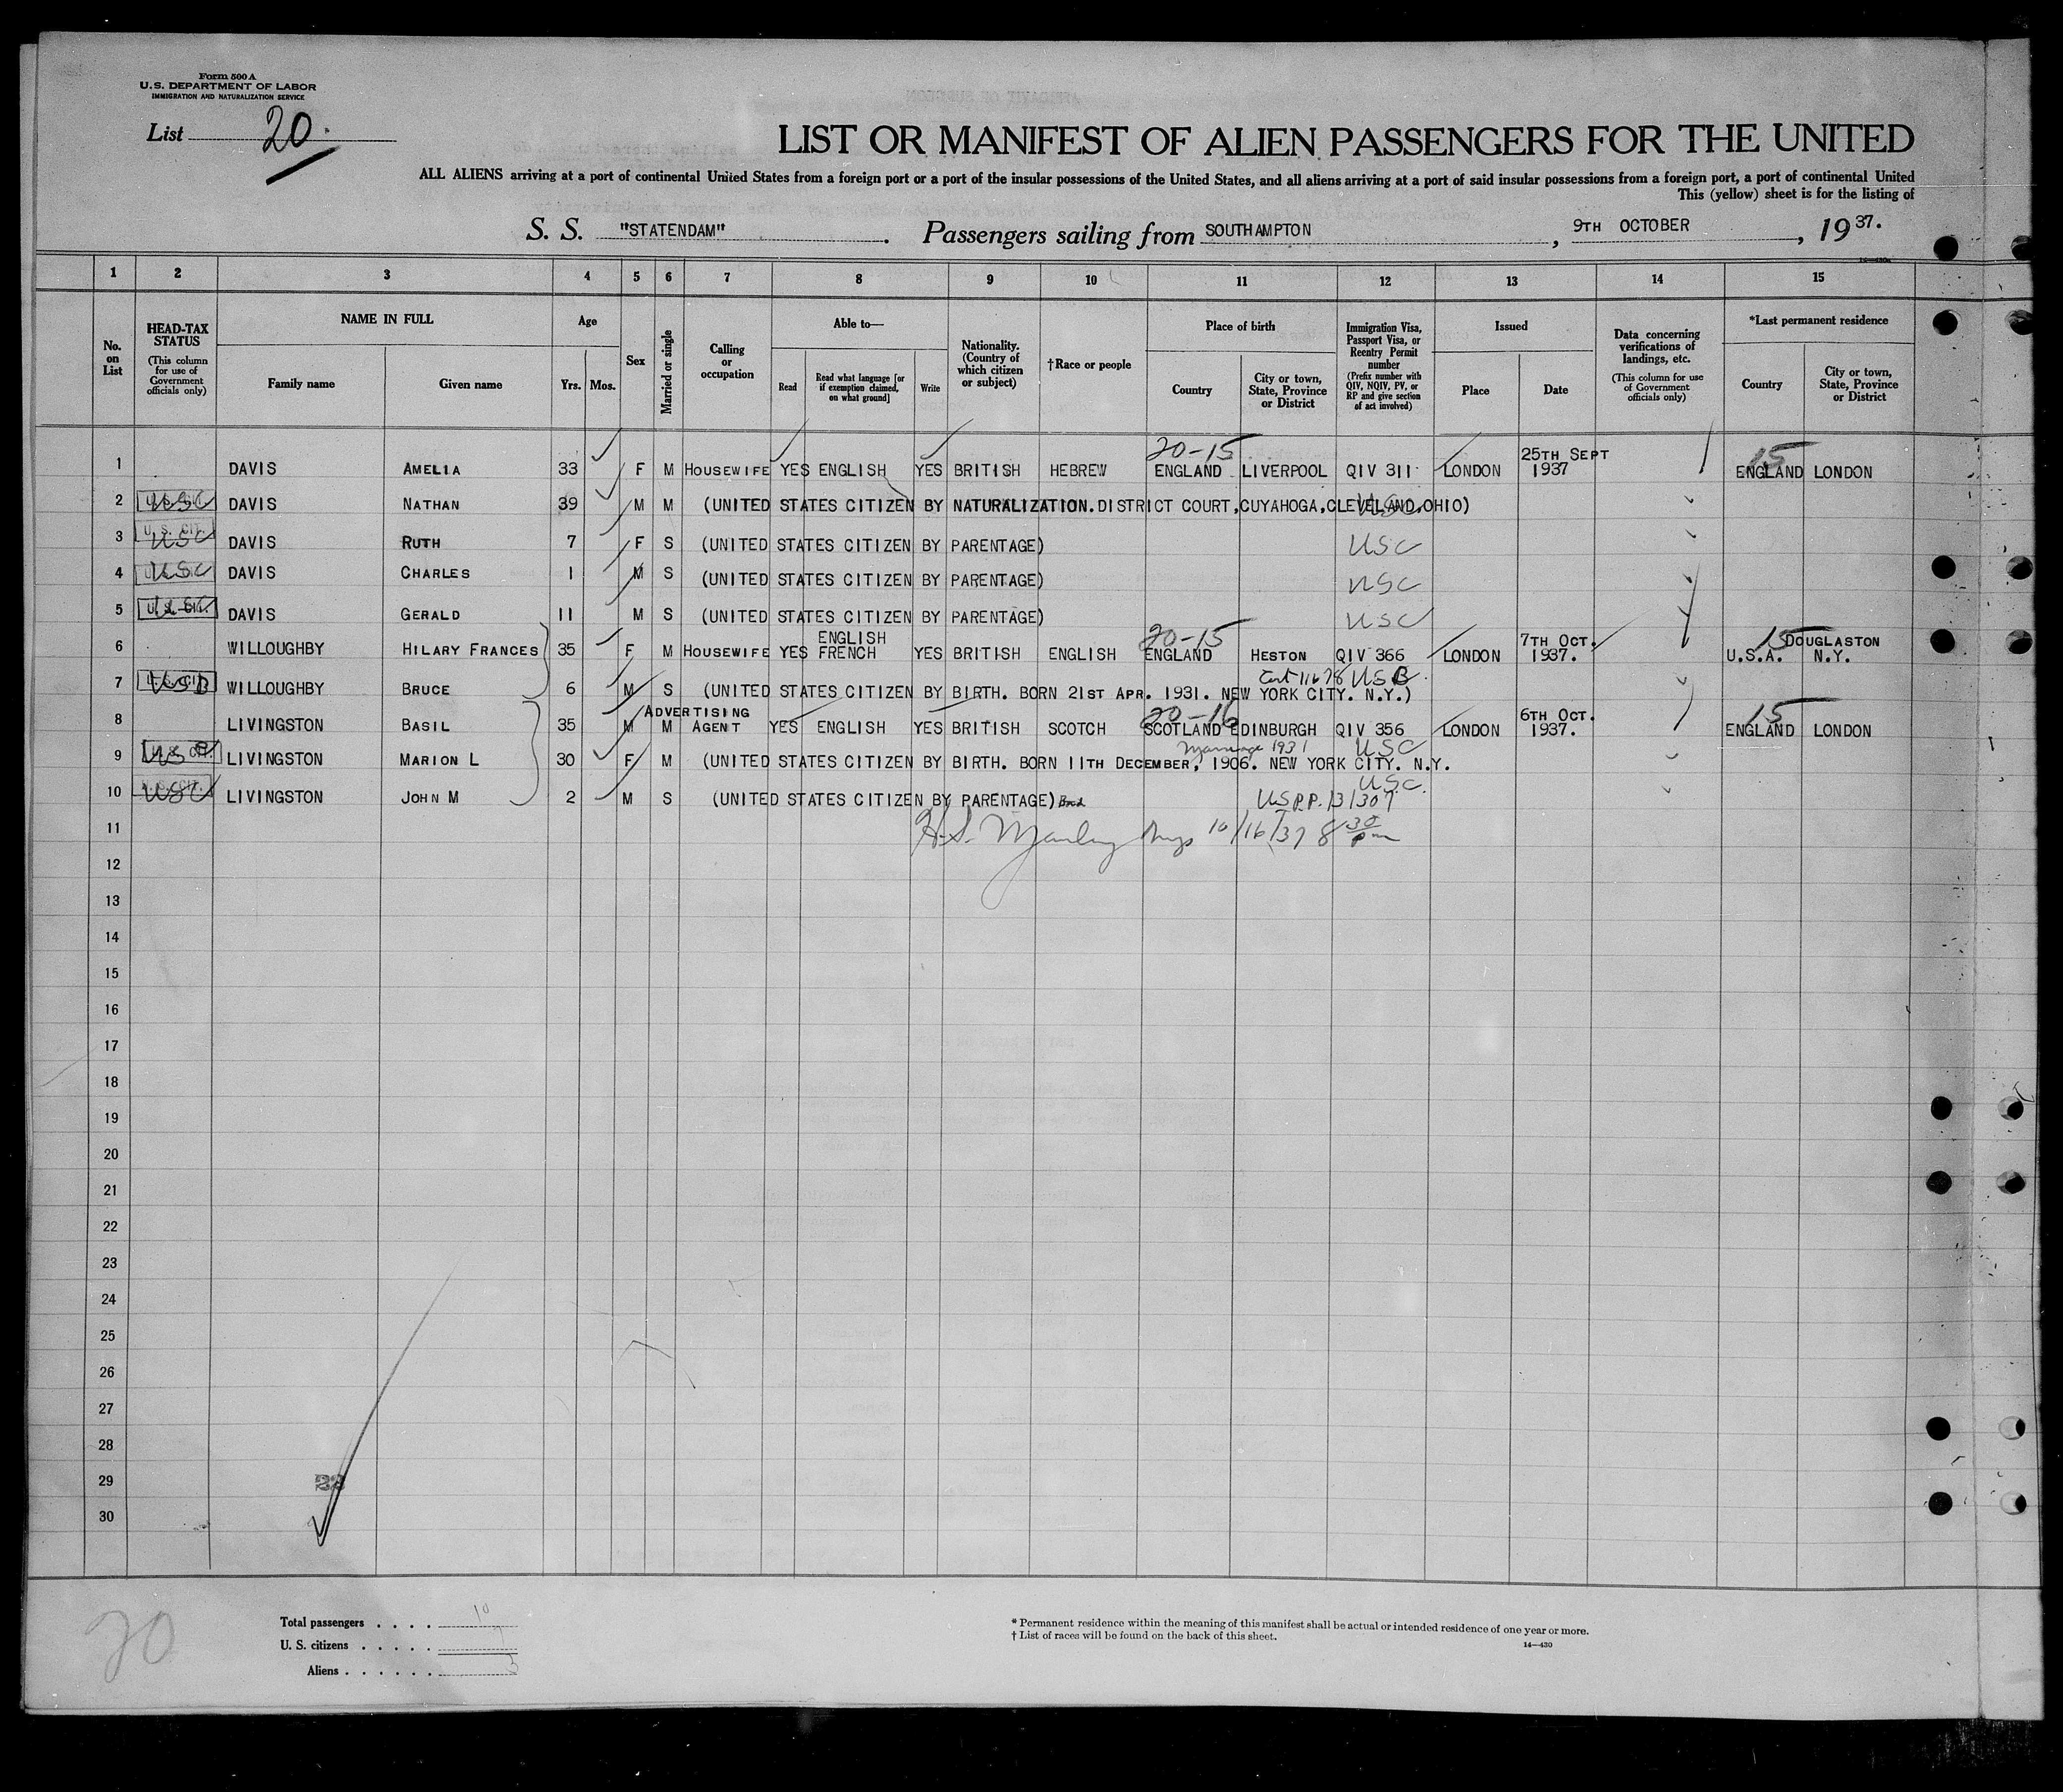 Form 500 A
U.S. DEPARTMENT OF LABOR
IMMIGRATION AND NATURALIZATION SERVICE
List 20.
LIST OR MANIFEST OF ALIEN PASSENGERS FOR THE UNITED
ALL ALIENS arriving at a port of continental United States from a foreign port or a port of the insular possessions of the United States, and all aliens arriving at a port of said insular possessions from a foreign port, a port of continental United
This (yellow) sheet is for the listing of
S. S. "STATENDAM". Passengers sailing from SOUTHAMPTON, 9TH OCTOBER, 1937.
1 2 3 4 5 6 7 8 9 10 11 12 13 14 15
No. on List
HEAD-TAX STATUS (This column for use of Government officials only)
NAME IN FULL Family name Given name
Age Yrs. Mos.
Sex
Married or single
Calling or occupation
Able to— Read Read what language [or if exemption claimed, on what ground] Write
Nationality. (Country of which citizen or subject)
†Race or people
Place of birth Country City or town, State, Province or District
Immigration Visa, Passport Visa, or Reentry Permit number (Prefix number with QIV, NQIV, PV, or RP and give section of act involved)
Issued Place Date
Data concerning verifications of landings, etc. (This column for use of Government officials only)
*Last permanent residence Country City or town, State, Province or District
20-15 25TH SEPT 15
1 DAVIS AMELIA 33 F M HOUSEWIFE YES ENGLISH YES BRITISH HEBREW ENGLAND LIVERPOOL QIV 311 LONDON 1937 ENGLAND LONDON
2 USC DAVIS NATHAN 39 M M (UNITED STATES CITIZEN BY NATURALIZATION. DISTRICT COURT, CUYAHOGA, CLEVELAND, OHIO) USC
3 U. S. CIT. USC DAVIS RUTH 7 F S (UNITED STATES CITIZEN BY PARENTAGE) USC
4 USC DAVIS CHARLES 1 M S (UNITED STATES CITIZEN BY PARENTAGE) USC
5 U. S. CIT. DAVIS GERALD 11 M S (UNITED STATES CITIZEN BY PARENTAGE) USC
ENGLISH 20-15 7TH OCT. 15 DOUGLASTON
6 WILLOUGHBY HILARY FRANCES 35 F M HOUSEWIFE YES FRENCH YES BRITISH ENGLISH ENGLAND HESTON QIV 366 LONDON 1937. U.S.A. N.Y.
Cert 11678 USB
7 USB WILLOUGHBY BRUCE 6 M S (UNITED STATES CITIZEN BY BIRTH. BORN 21ST APR. 1931. NEW YORK CITY. N.Y.)
ADVERTISING 20-16 6TH OCT. 15
8 LIVINGSTON BASIL 35 M M AGENT YES ENGLISH YES BRITISH SCOTCH SCOTLAND EDINBURGH QIV 356 LONDON 1937. ENGLAND LONDON
Marriage 1931 USC
9 U. S. CIT. LIVINGSTON MARION L 30 F M (UNITED STATES CITIZEN BY BIRTH. BORN 11TH DECEMBER, 1906. NEW YORK CITY. N.Y.
USC
10 U. S. CIT. USC LIVINGSTON JOHN M 2 M S (UNITED STATES CITIZEN BY PARENTAGE) USPP. 131307
11 10/16/37 8 30 pm
12
13
14
15
16
17
18
19
20
21
22
23
24
25
26
27
28
29
30
20
Total passengers . . . . 10
U. S. citizens . . . . . 7
Aliens . . . . . . 3
* Permanent residence within the meaning of this manifest shall be actual or intended residence of one year or more.
† List of races will be found on the back of this sheet.
14—430